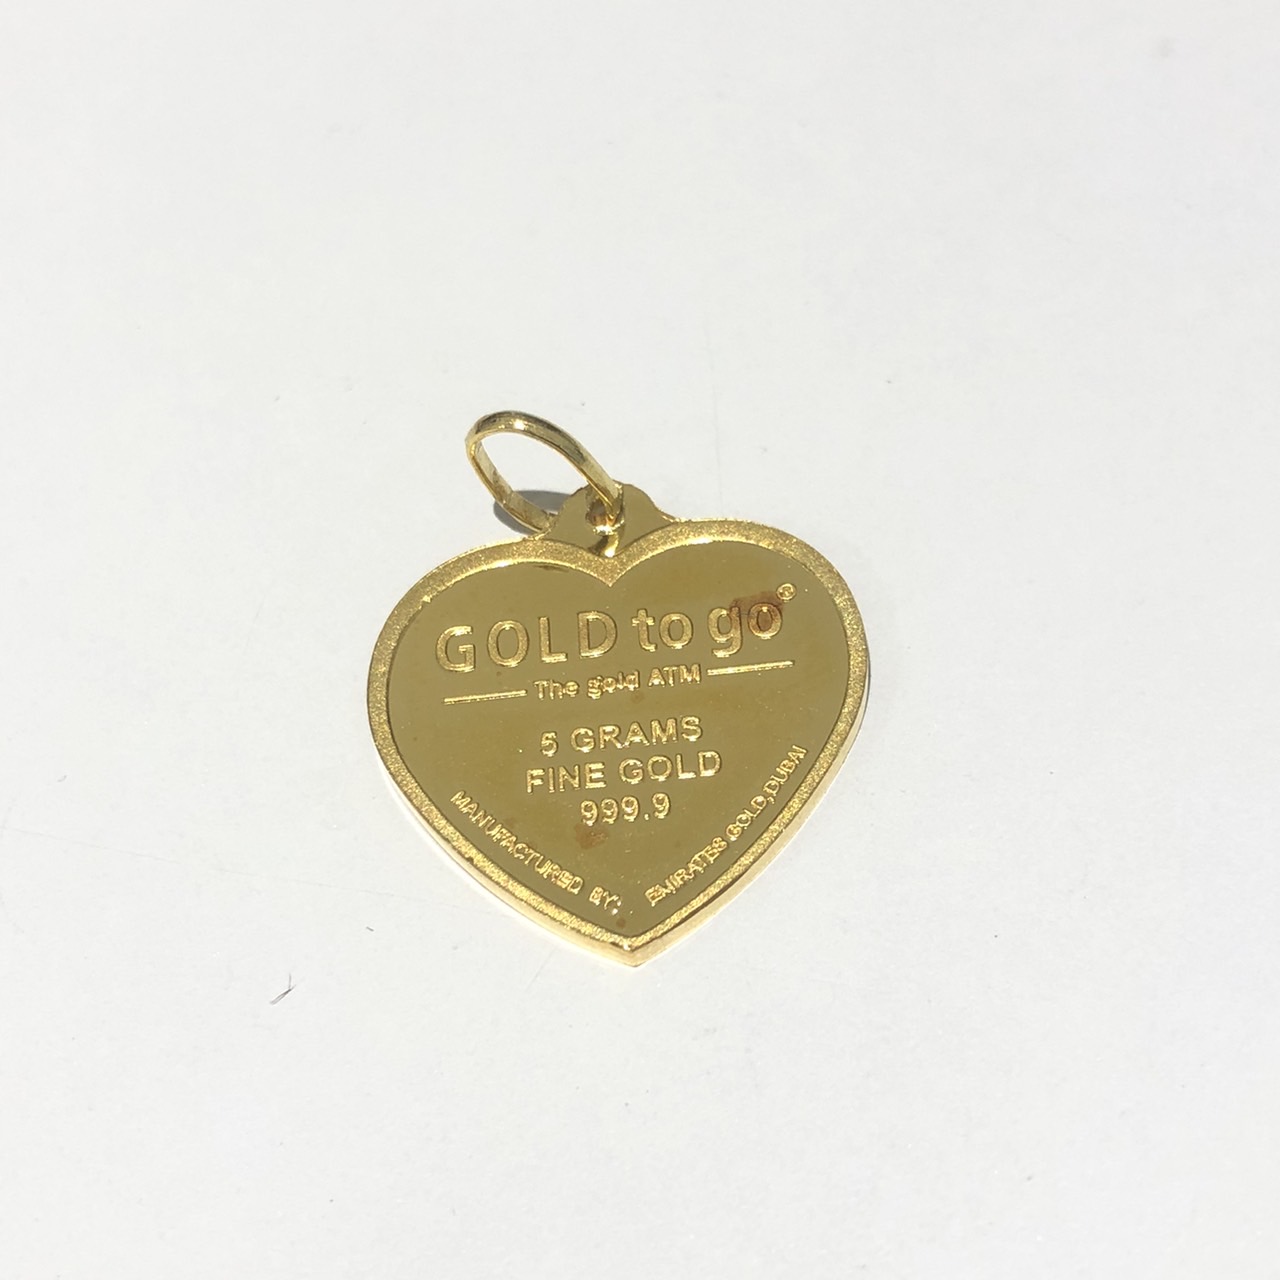 GOLD to go©
The gold ATM
5 GRAMS
FINE GOLD
999.9
MANUFACTURED BY: EMIRATES GOLD,DUBAI